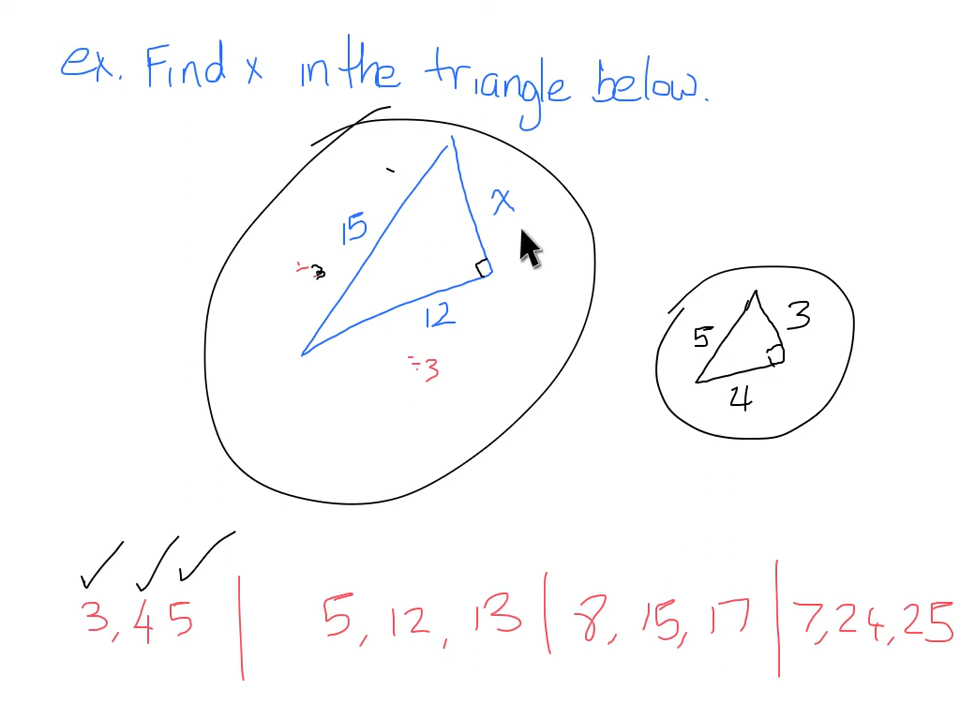 ex. Find x in the triangle below.
15
x
÷3
12
÷3
5
3
4
3, 4 5 | 5, 12, 13 | 8, 15, 17 | 7, 24, 25